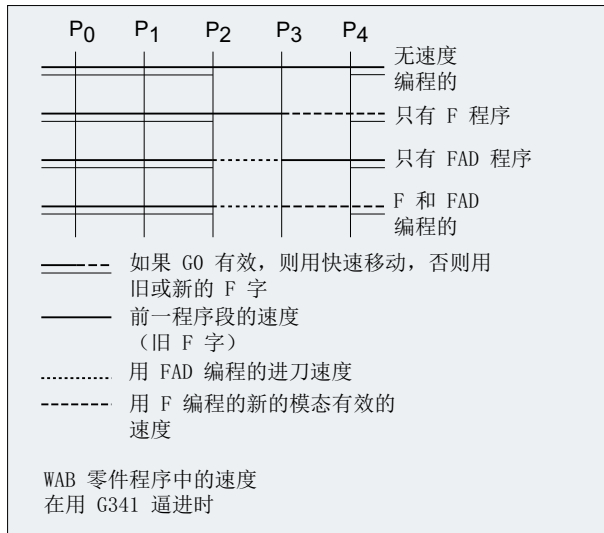 P0 P1 P2 P3 P4
无速度
编程的
只有 F 程序
只有 FAD 程序
F 和 FAD
编程的
如果 G0 有效，则用快速移动，否则用
旧或新的 F 字
前一程序段的速度
（旧 F 字）
用 FAD 编程的进刀速度
用 F 编程的新的模态有效的
速度
WAB 零件程序中的速度
在用 G341 逼进时